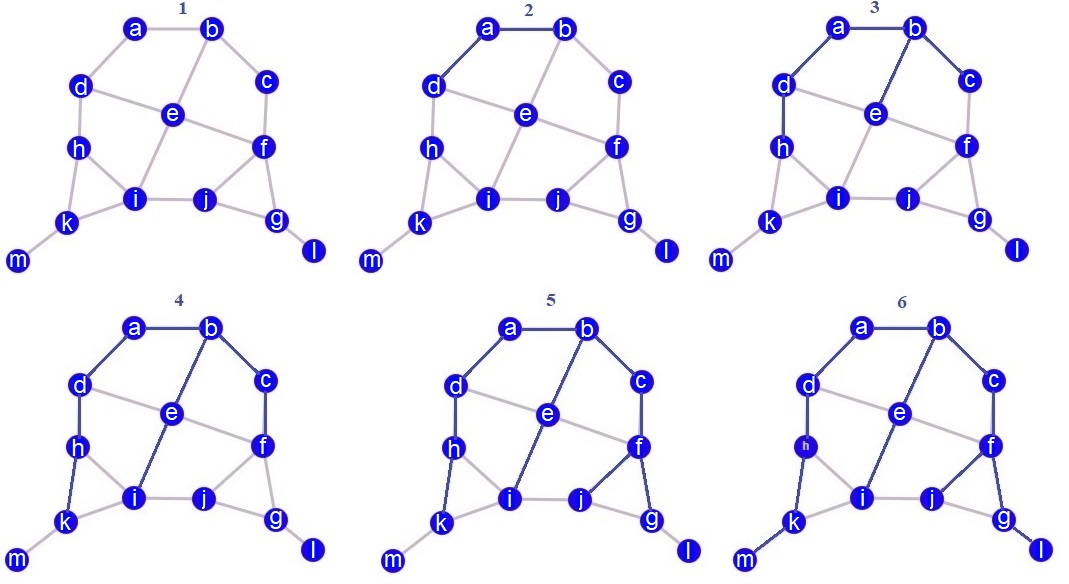 1 2 3
a b a b a b
d c d c d c
e e e
h f h f h f
i j i j i j
k g k g k g
m l m l m l
4 5 6
a b a b a b
d c d c d c
e e e
h f h f h f
i j i j i j
k g k g k g
m l m l m l